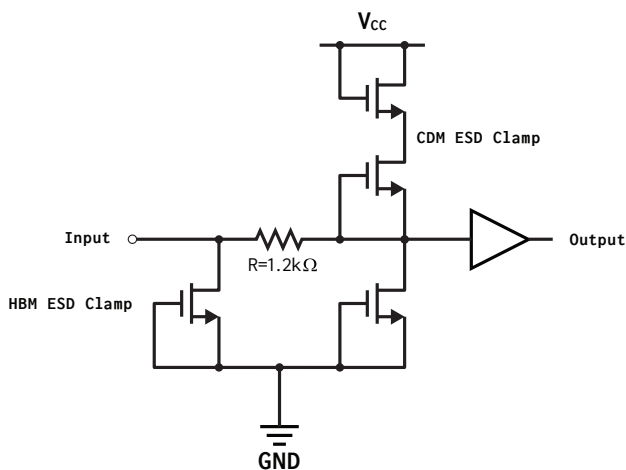 VCC
CDM ESD Clamp
Input
R=1.2kΩ
Output
HBM ESD Clamp
GND